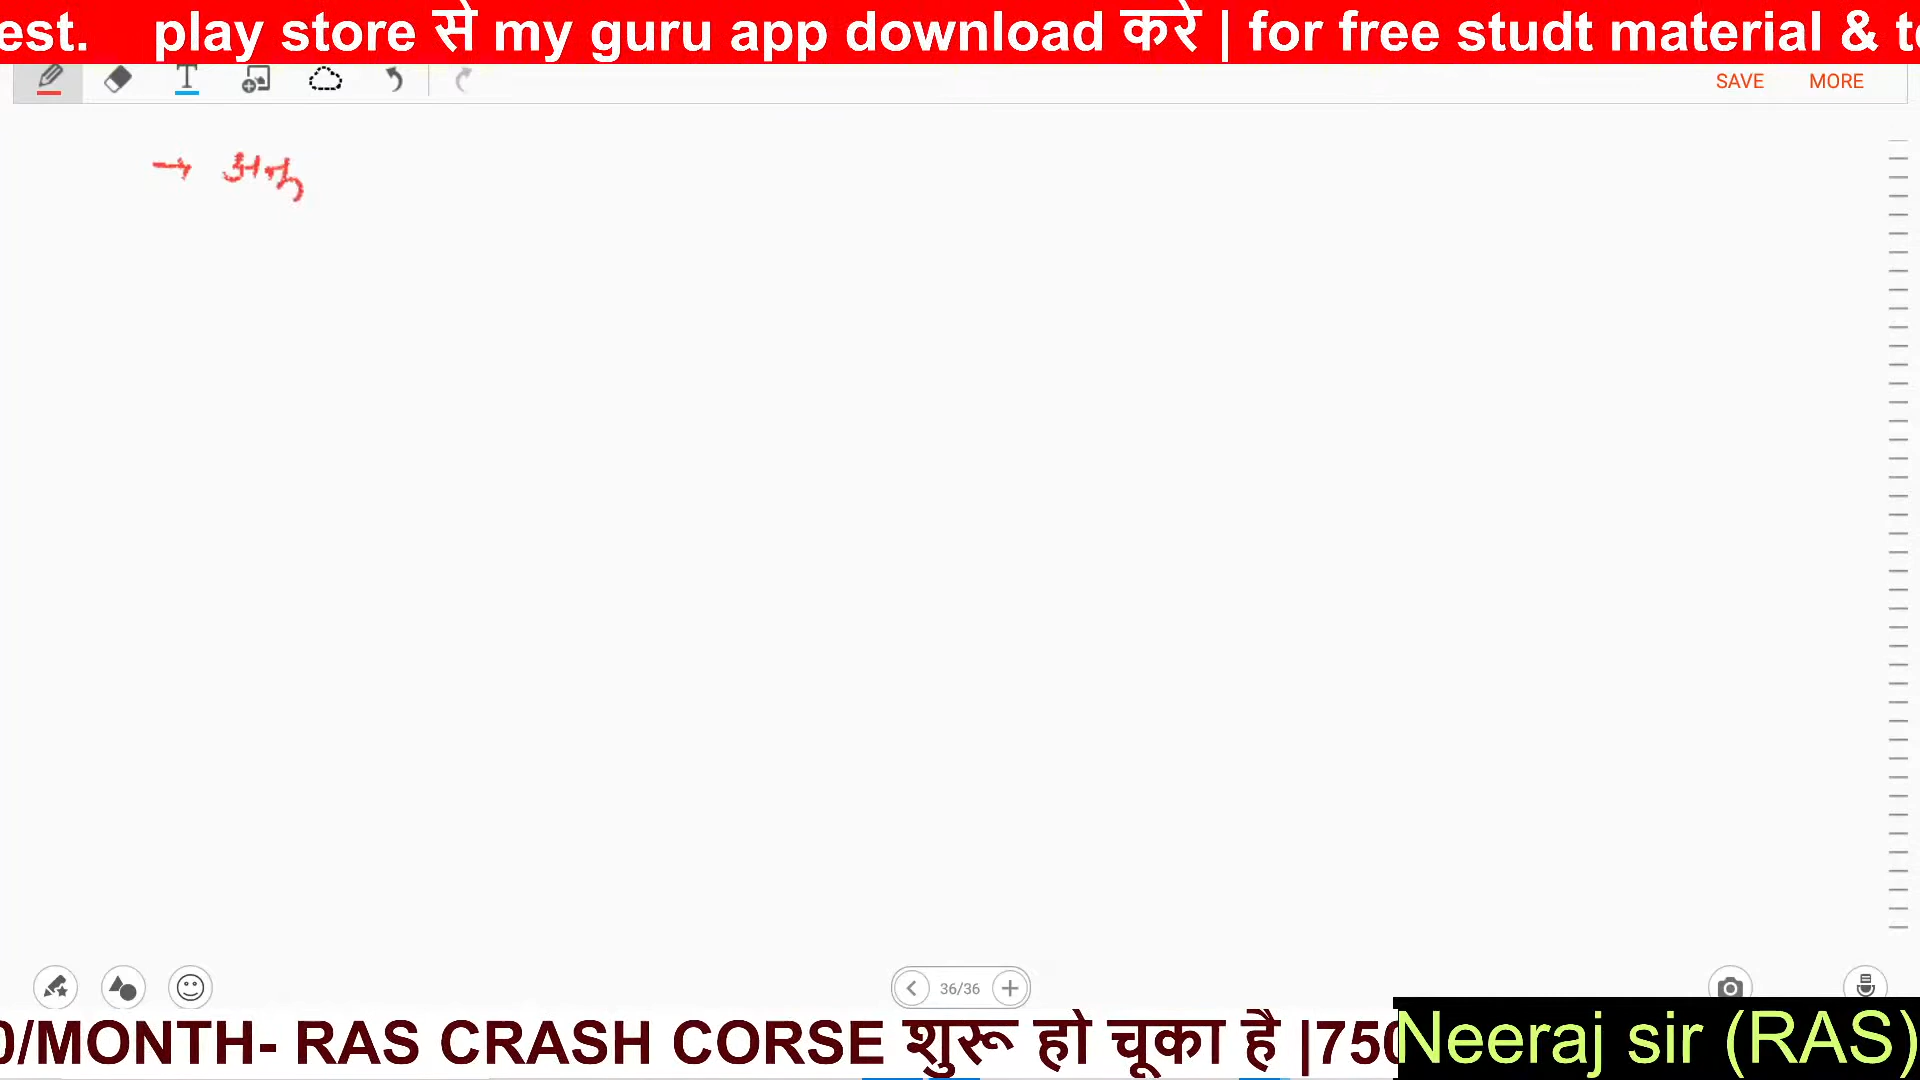 est. play store से my guru app download करे | for free studt material & t
T SAVE MORE
→
36/36
0/MONTH- RAS CRASH CORSE शुरू हो चूका है |750
Neeraj sir (RAS)